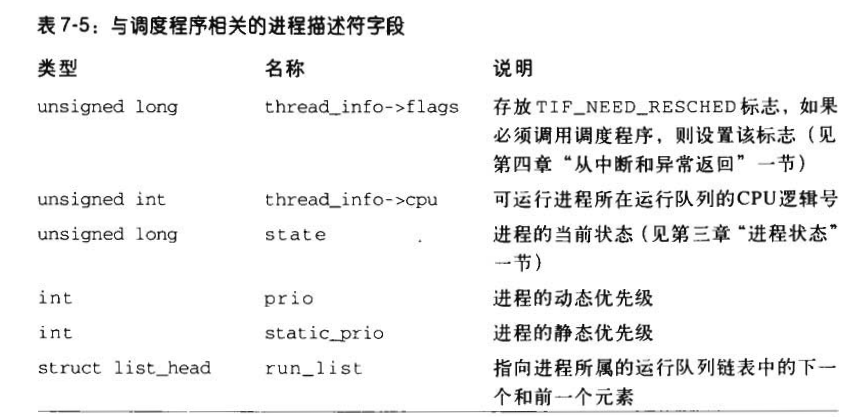 表7-5：与调度程序相关的进程描述符字段
类型 名称 说明
unsigned long thread_info->flags 存放TIF_NEED_RESCHED标志，如果
必须调用调度程序，则设置该标志（见
第四章“从中断和异常返回”一节）
unsigned int thread_info->cpu 可运行进程所在运行队列的CPU逻辑号
unsigned long state 进程的当前状态（见第三章“进程状态”
一节）
int prio 进程的动态优先级
int static_prio 进程的静态优先级
struct list_head run_list 指向进程所属的运行队列链表中的下一
个和前一个元素